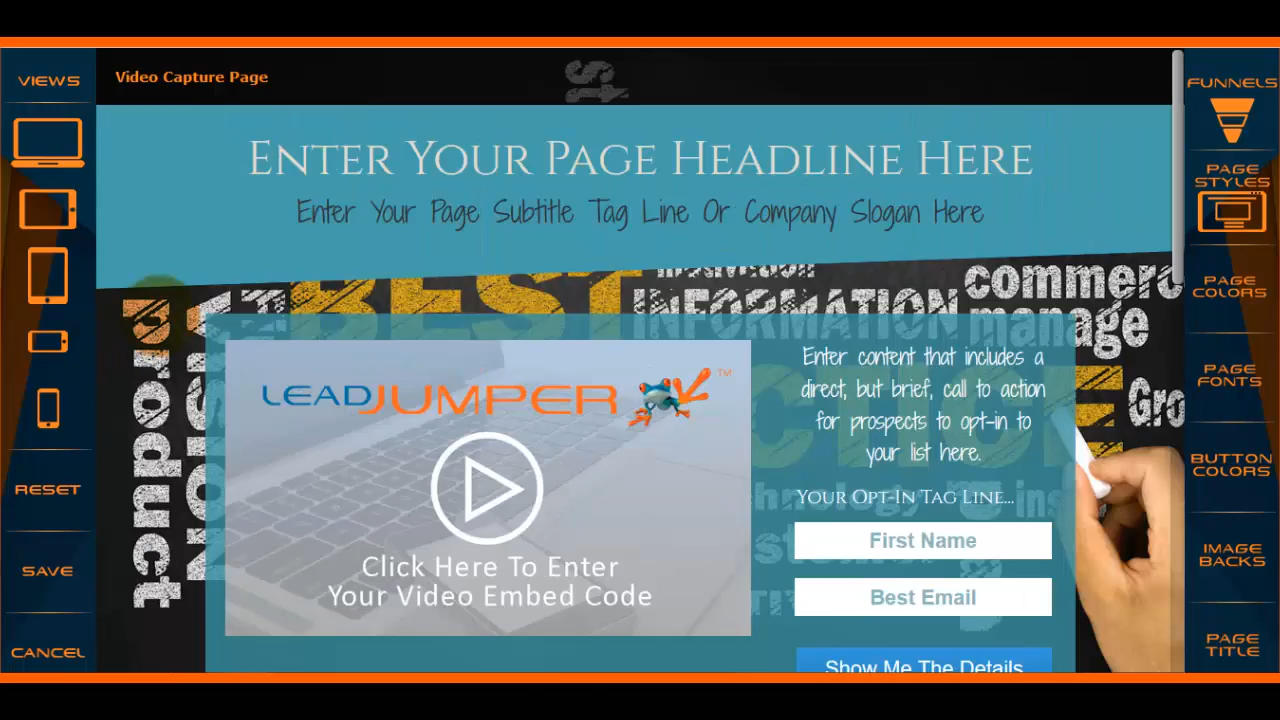 VIEWS
RESET
SAVE
CANCEL
Video Capture Page
ENTER YOUR PAGE HEADLINE HERE
Enter Your Page Subtitle Tag Line Or Company Slogan Here
BEST
INFORMATION
commerc
manage
Gro
product
LEADJUMPER™
Click Here To Enter
Your Video Embed Code
Enter content that includes a
direct, but brief, call to action
for prospects to opt-in to
your list here.
YOUR OPT-IN TAG LINE...
First Name
Best Email
Show Me The Details
FUNNELS
PAGE
STYLES
PAGE
COLORS
PAGE
FONTS
BUTTON
COLORS
IMAGE
BACKS
PAGE
TITLE